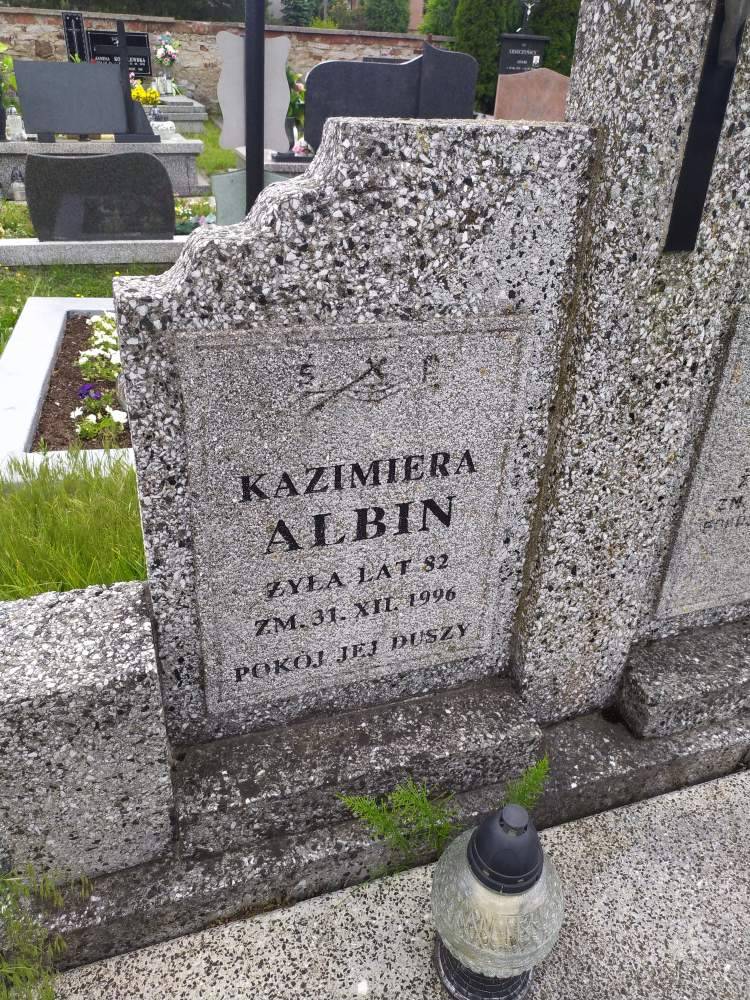 Ś P
KAZIMIERA
ALBIN
ŻYŁA LAT 82
ZM. 31. XII. 1996
POKÓJ JEJ DUSZY